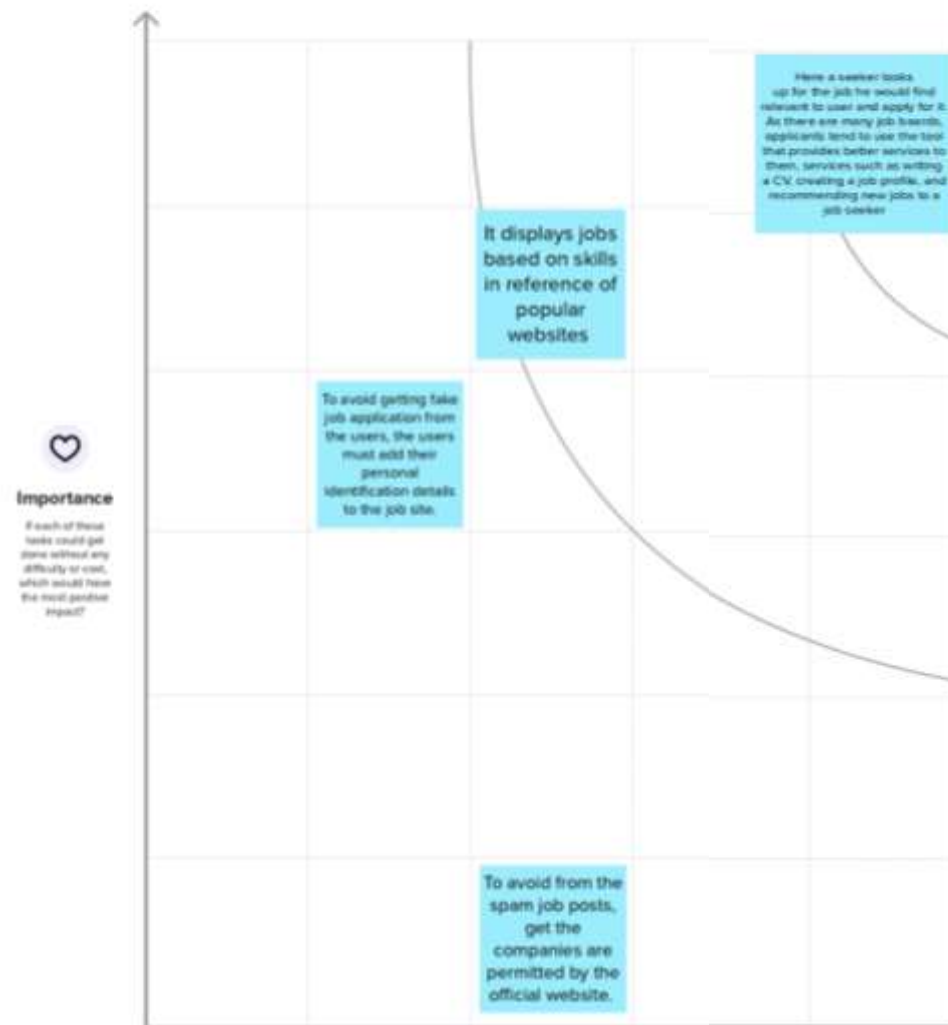 Here a seeker looks
up for the job he would find
relevant to user and apply for it.
As there are many job boards,
applicants tend to use the tool
that provides better services to
them, services such as writing
a CV, creating a job profile, and
recommending new jobs to a
job seeker
It displays jobs
based on skills
in reference of
popular
websites
To avoid getting fake
job application from
the users, the users
must add their
personal
identification details
to the job site.
Importance
If each of these
tasks could get
done without any
difficulty or cost,
which would have
the most positive
impact?
To avoid from the
spam job posts,
get the
companies are
permitted by the
official website.